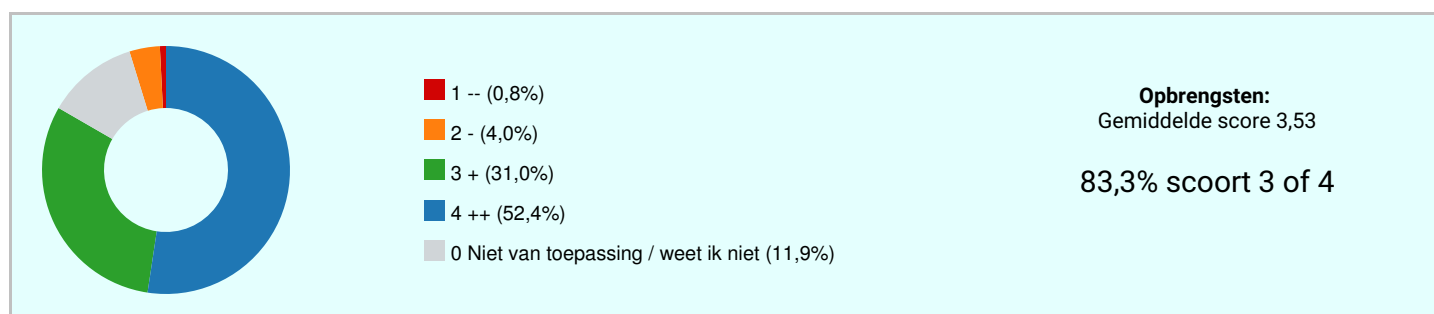 1 -- (0,8%)
2 - (4,0%)
3 + (31,0%)
4 ++ (52,4%)
0 Niet van toepassing / weet ik niet (11,9%)
Opbrengsten:
Gemiddelde score 3,53
83,3% scoort 3 of 4